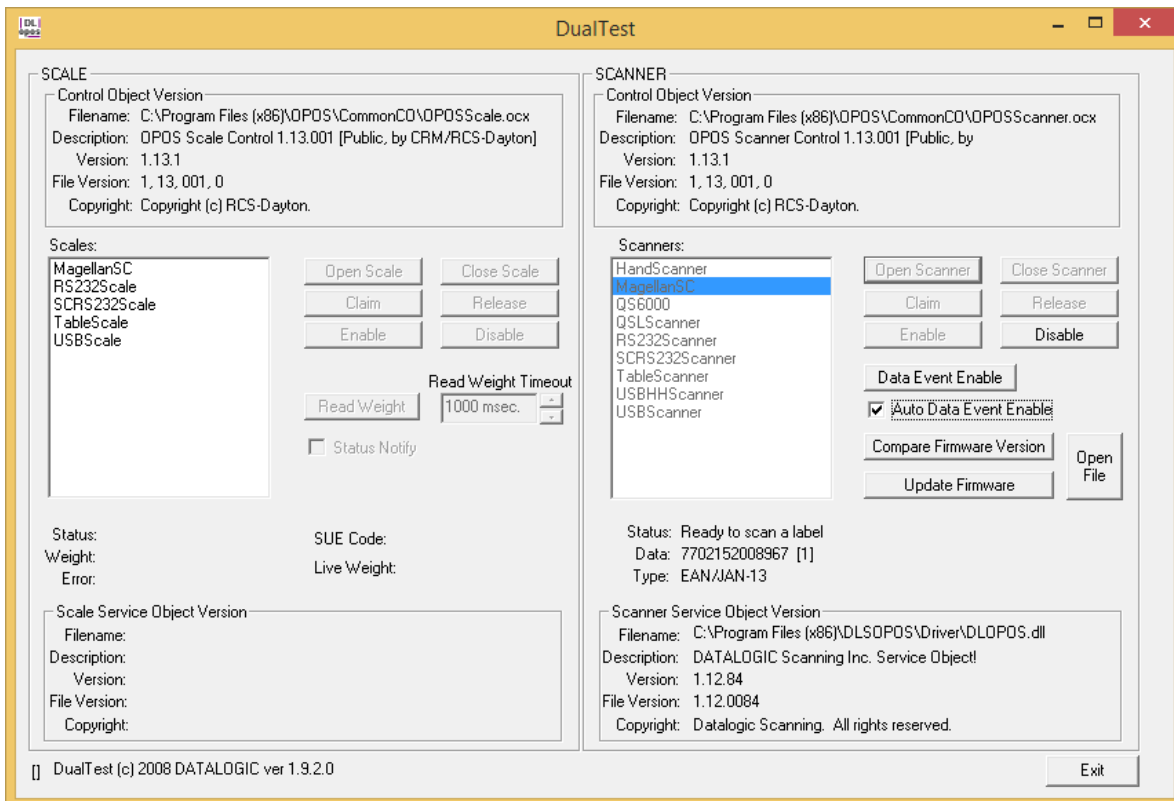 |DL|
opos
DualTest
SCALE
Control Object Version
Filename: C:\Program Files (x86)\OPOS\CommonCO\OPOSScale.ocx
Description: OPOS Scale Control 1.13.001 [Public, by CRM/RCS-Dayton]
Version: 1.13.1
File Version: 1, 13, 001, 0
Copyright: Copyright (c) RCS-Dayton.
Scales:
MagellanSC
RS232Scale
SCRS232Scale
TableScale
USBScale
Open Scale
Close Scale
Claim
Release
Enable
Disable
Read Weight Timeout
Read Weight
1000 msec.
Status Notify
Status:
Weight:
Error:
SUE Code:
Live Weight:
Scale Service Object Version
Filename:
Description:
Version:
File Version:
Copyright:
SCANNER
Control Object Version
Filename: C:\Program Files (x86)\OPOS\CommonCO\OPOSScanner.ocx
Description: OPOS Scanner Control 1.13.001 [Public, by
Version: 1.13.1
File Version: 1, 13, 001, 0
Copyright: Copyright (c) RCS-Dayton.
Scanners:
HandScanner
MagellanSC
QS6000
QSLScanner
RS232Scanner
SCRS232Scanner
TableScanner
USBHHScanner
USBScanner
Open Scanner
Close Scanner
Claim
Release
Enable
Disable
Data Event Enable
Auto Data Event Enable
Compare Firmware Version
Update Firmware
Open
File
Status: Ready to scan a label
Data: 7702152008967 [1]
Type: EAN/JAN-13
Scanner Service Object Version
Filename: C:\Program Files (x86)\DLSOPOS\Driver\DLOPOS.dll
Description: DATALOGIC Scanning Inc. Service Object!
Version: 1.12.84
File Version: 1.12.0084
Copyright: Datalogic Scanning. All rights reserved.
[] DualTest (c) 2008 DATALOGIC ver 1.9.2.0
Exit